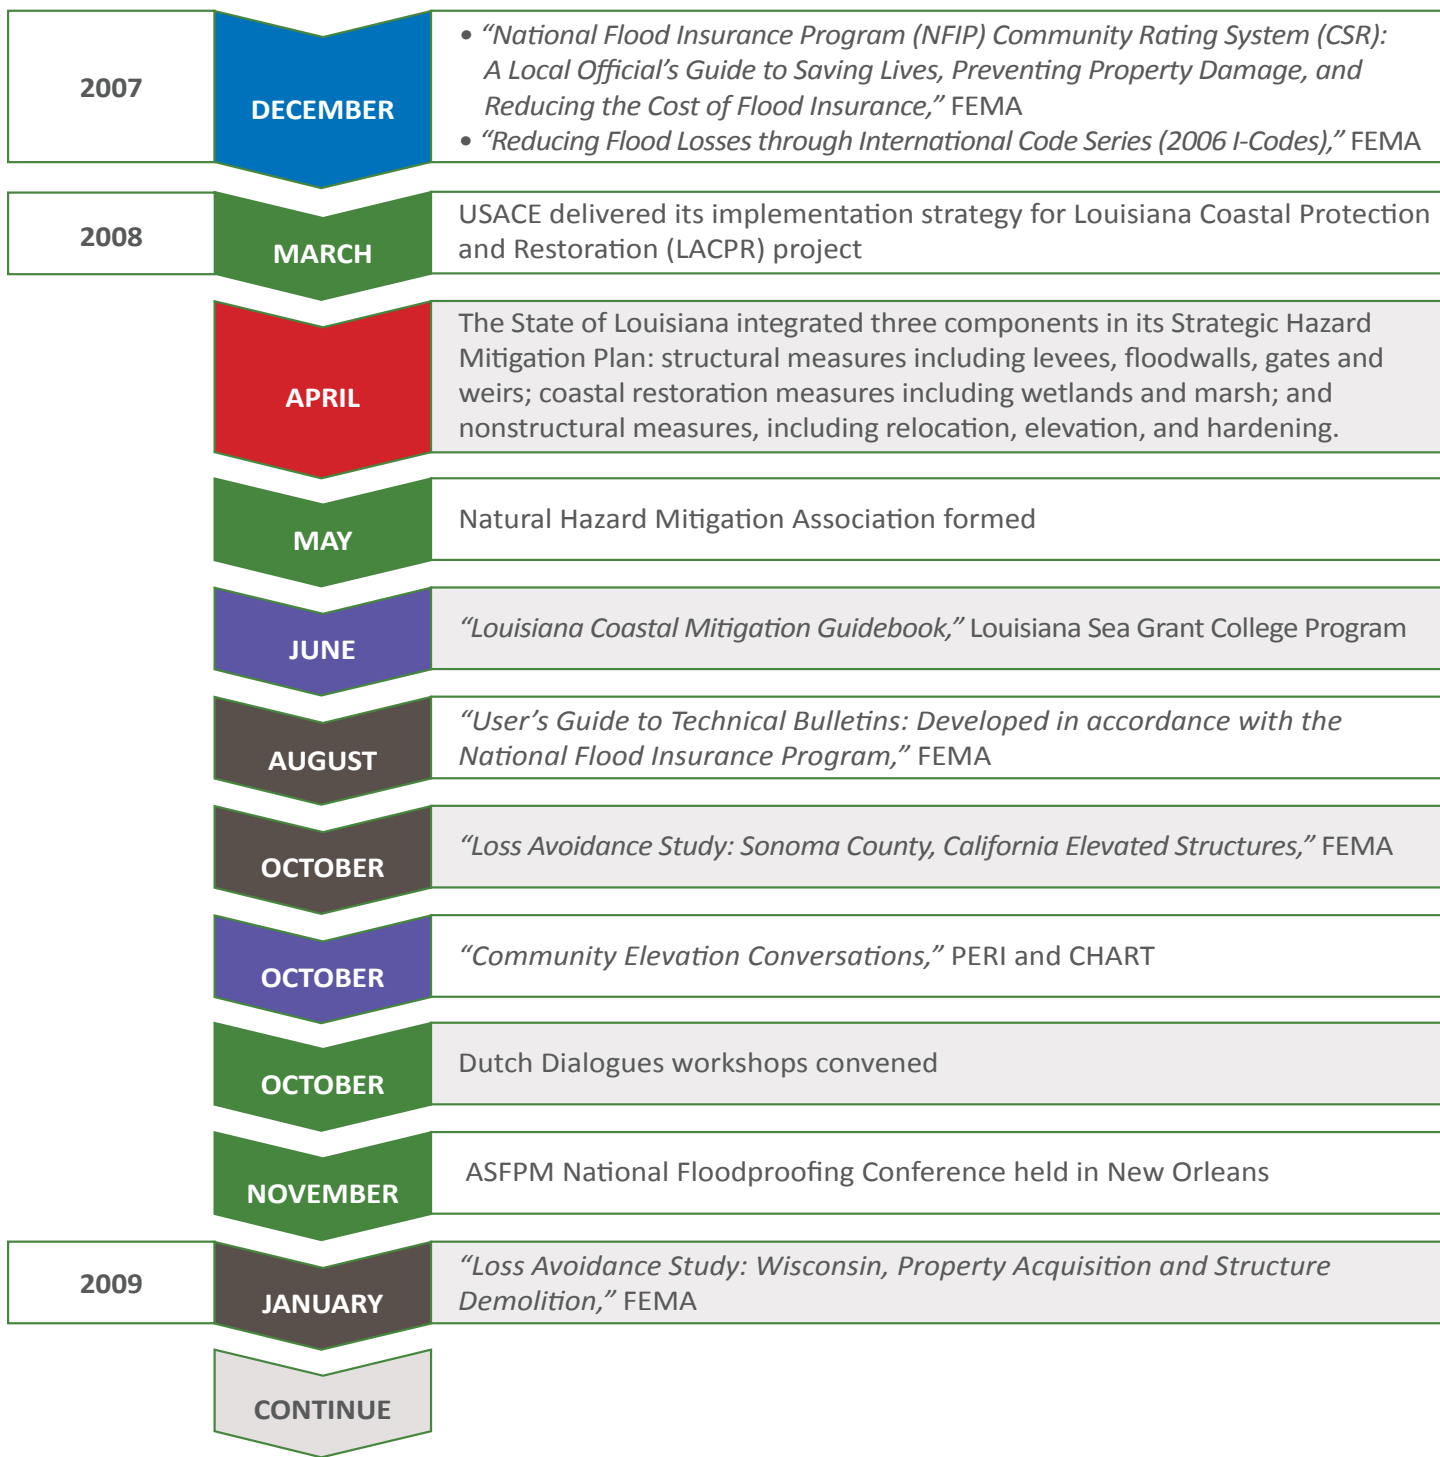 2007
DECEMBER
• “National Flood Insurance Program (NFIP) Community Rating System (CSR):
A Local Official’s Guide to Saving Lives, Preventing Property Damage, and
Reducing the Cost of Flood Insurance,” FEMA
• “Reducing Flood Losses through International Code Series (2006 I-Codes),” FEMA
2008
MARCH
USACE delivered its implementation strategy for Louisiana Coastal Protection
and Restoration (LACPR) project
APRIL
The State of Louisiana integrated three components in its Strategic Hazard
Mitigation Plan: structural measures including levees, floodwalls, gates and
weirs; coastal restoration measures including wetlands and marsh; and
nonstructural measures, including relocation, elevation, and hardening.
MAY
Natural Hazard Mitigation Association formed
JUNE
“Louisiana Coastal Mitigation Guidebook,” Louisiana Sea Grant College Program
AUGUST
“User’s Guide to Technical Bulletins: Developed in accordance with the
National Flood Insurance Program,” FEMA
OCTOBER
“Loss Avoidance Study: Sonoma County, California Elevated Structures,” FEMA
OCTOBER
“Community Elevation Conversations,” PERI and CHART
OCTOBER
Dutch Dialogues workshops convened
NOVEMBER
ASFPM National Floodproofing Conference held in New Orleans
2009
JANUARY
“Loss Avoidance Study: Wisconsin, Property Acquisition and Structure
Demolition,” FEMA
CONTINUE